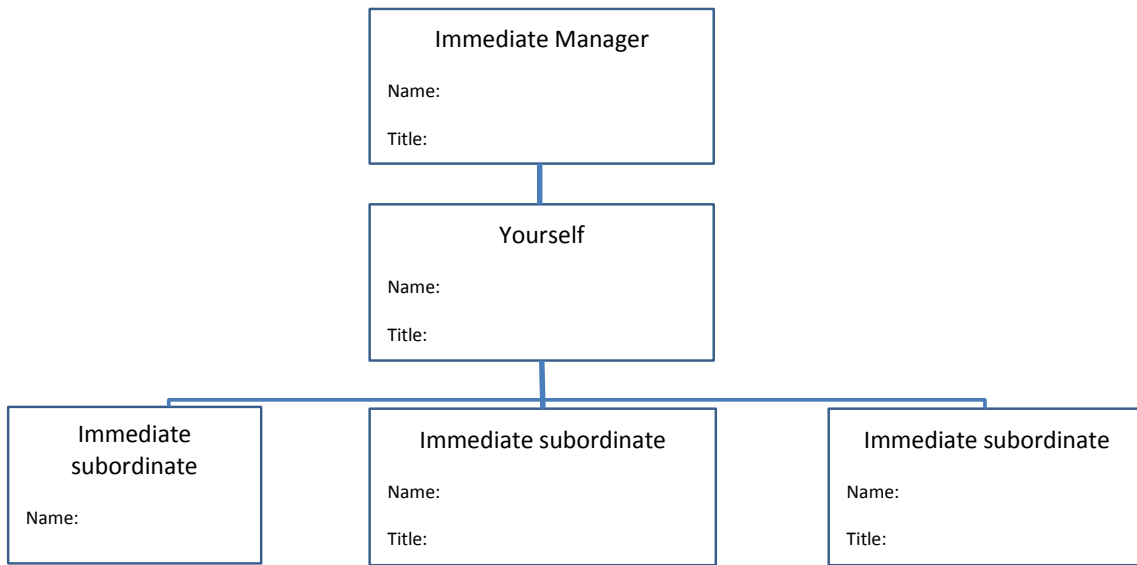 Immediate Manager
Name:
Title:
Yourself
Name:
Title:
Immediate
subordinate
Name:
Immediate subordinate
Name:
Title:
Immediate subordinate
Name:
Title: